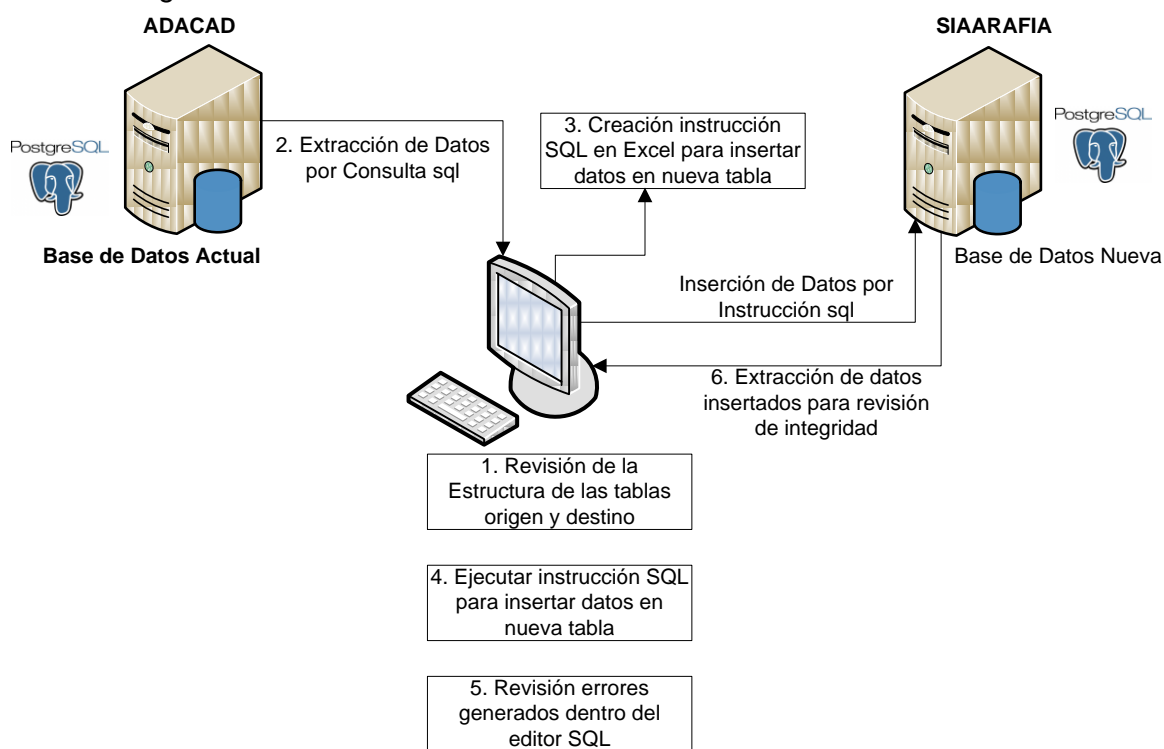 ADACAD
SIAARAFIA
PostgreSQL
PostgreSQL
2. Extracción de Datos
por Consulta sql
3. Creación instrucción
SQL en Excel para insertar
datos en nueva tabla
Base de Datos Actual
Base de Datos Nueva
Inserción de Datos por
Instrucción sql
6. Extracción de datos
insertados para revisión
de integridad
1. Revisión de la
Estructura de las tablas
origen y destino
4. Ejecutar instrucción SQL
para insertar datos en
nueva tabla
5. Revisión errores
generados dentro del
editor SQL